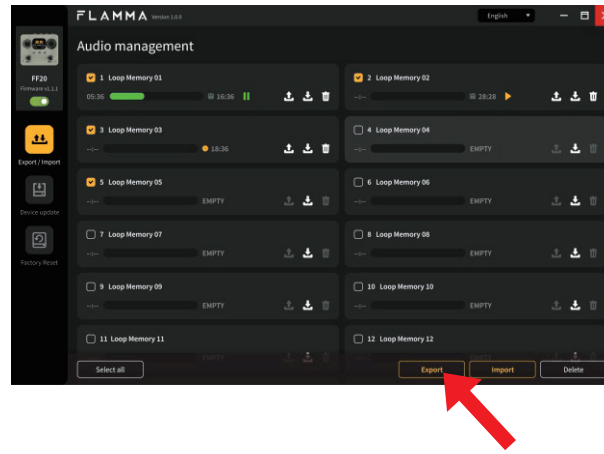 FLAMMA Version 1.0.0
English
Audio management
FF20
Firmware v1.1.1
Export / Import
Device update
Factory Reset
1 Loop Memory 01
05:36 16:36
2 Loop Memory 02
--:-- 28:28
3 Loop Memory 03
--:-- 18:36
4 Loop Memory 04
--:-- EMPTY
5 Loop Memory 05
--:-- EMPTY
6 Loop Memory 06
--:-- EMPTY
7 Loop Memory 07
--:-- EMPTY
8 Loop Memory 08
--:-- EMPTY
9 Loop Memory 09
--:-- EMPTY
10 Loop Memory 10
--:-- EMPTY
11 Loop Memory 11
EMPTY
12 Loop Memory 12
EMPTY
Select all
Export
Import
Delete